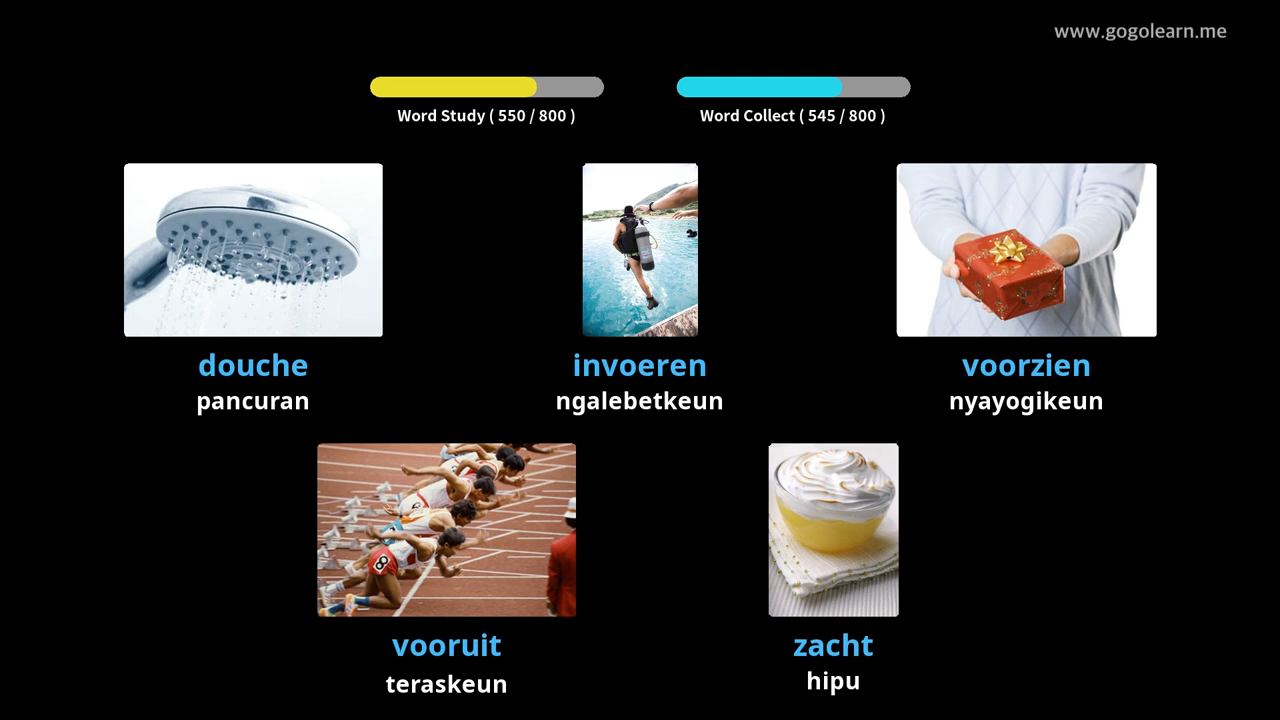 www.gogolearn.me
Word Study ( 550 / 800 )
Word Collect ( 545 / 800 )
douche
pancuran
invoeren
ngalebetkeun
voorzien
nyayogikeun
8
vooruit
teraskeun
zacht
hipu